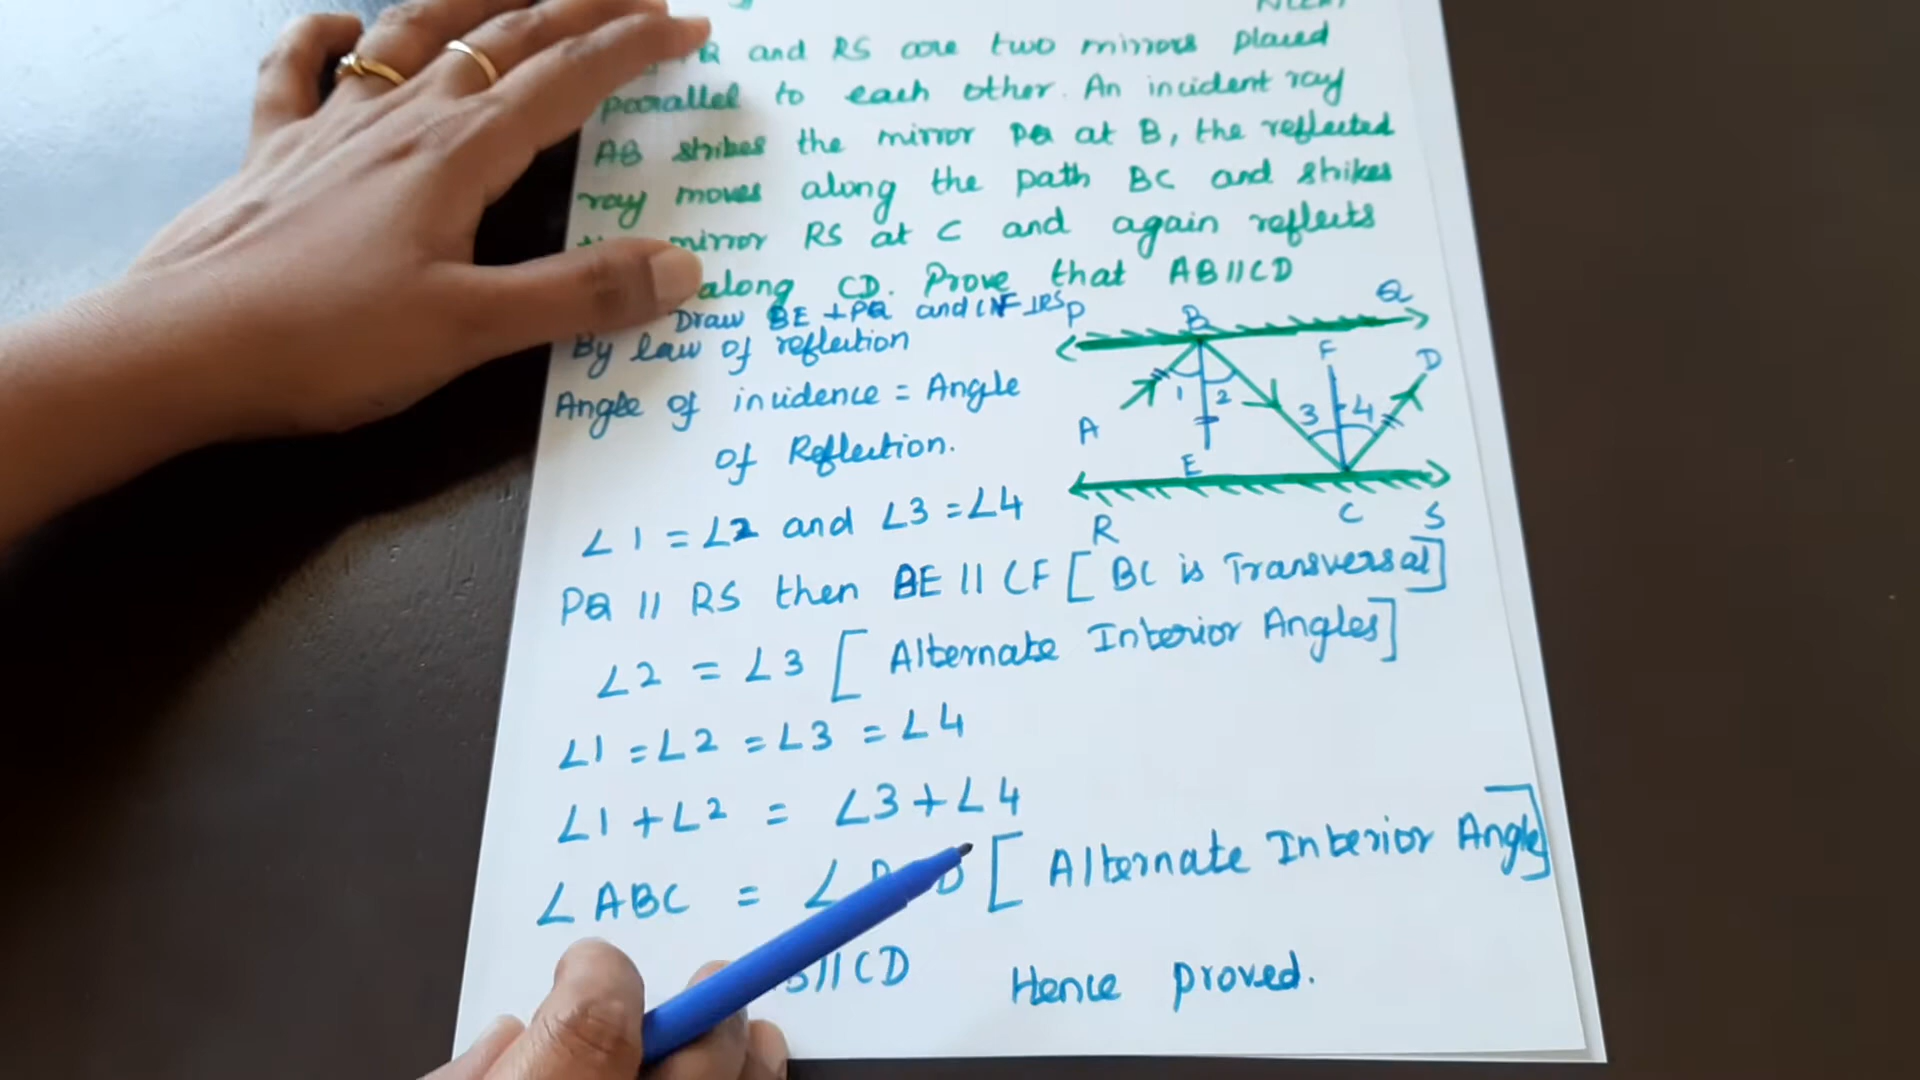 and RS are two mirrors placed
parallel to each other. An incident ray
AB strikes the mirror PQ at B, the reflected
ray moves along the path BC and strikes
mirror RS at C and again reflects
along CD. Prove that AB || CD
Draw BE ⊥ PQ and CF ⊥ RS
By law of reflection
Angle of incidence = Angle
of Reflection.
∠1 = ∠2 and ∠3 = ∠4
PQ || RS then BE || CF [ BC is Transversal ]
∠2 = ∠3 [ Alternate Interior Angles ]
∠1 = ∠2 = ∠3 = ∠4
∠1 + ∠2 = ∠3 + ∠4
∠ABC = ∠ [ Alternate Interior Angle ]
||CD Hence proved.
P B Q
F D
1 2 3 4
A
E
R C S